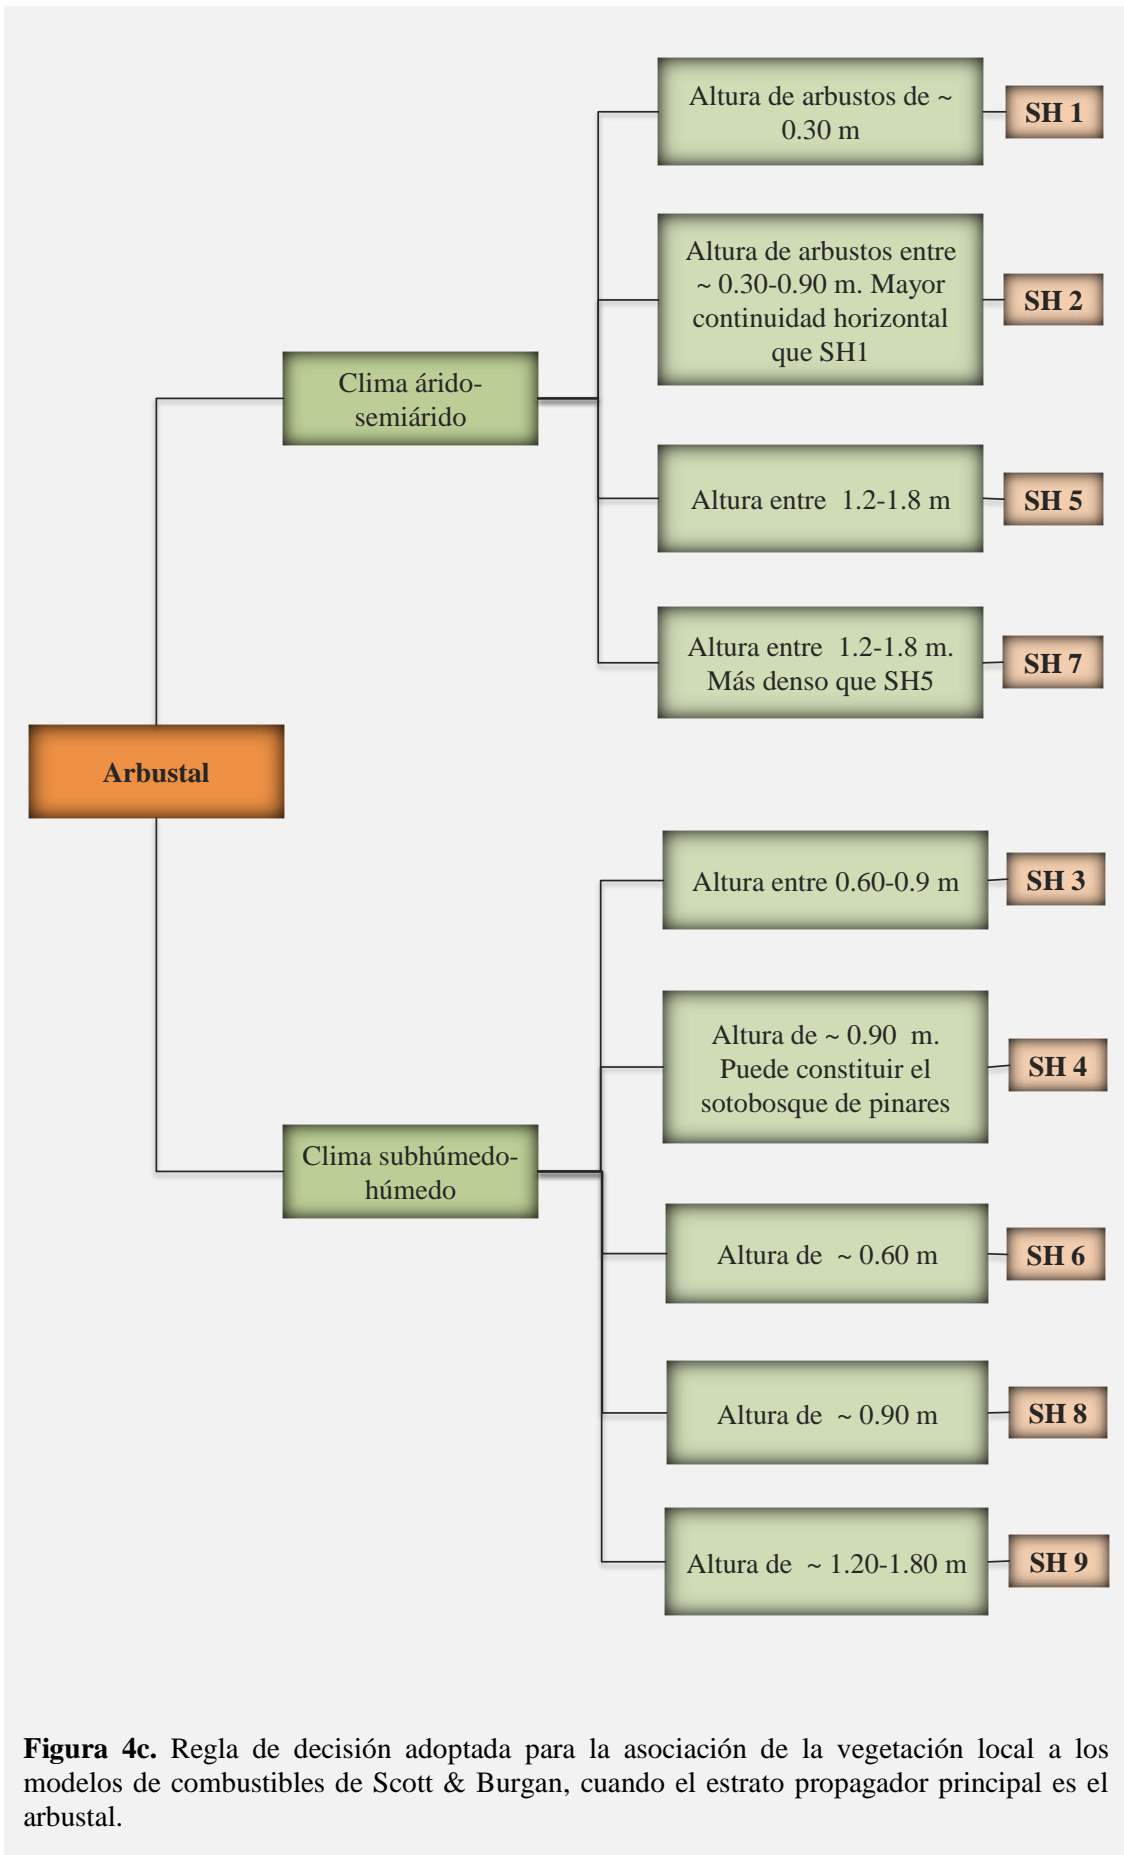 Altura de arbustos de ~
0.30 m
SH 1
Altura de arbustos entre
~ 0.30-0.90 m. Mayor
continuidad horizontal
que SH1
SH 2
Clima árido-
semiárido
Altura entre 1.2-1.8 m
SH 5
Altura entre 1.2-1.8 m.
Más denso que SH5
SH 7
Arbustal
Altura entre 0.60-0.9 m
SH 3
Altura de ~ 0.90 m.
Puede constituir el
sotobosque de pinares
SH 4
Clima subhúmedo-
húmedo
Altura de ~ 0.60 m
SH 6
Altura de ~ 0.90 m
SH 8
Altura de ~ 1.20-1.80 m
SH 9
Figura 4c. Regla de decisión adoptada para la asociación de la vegetación local a los
modelos de combustibles de Scott & Burgan, cuando el estrato propagador principal es el
arbustal.